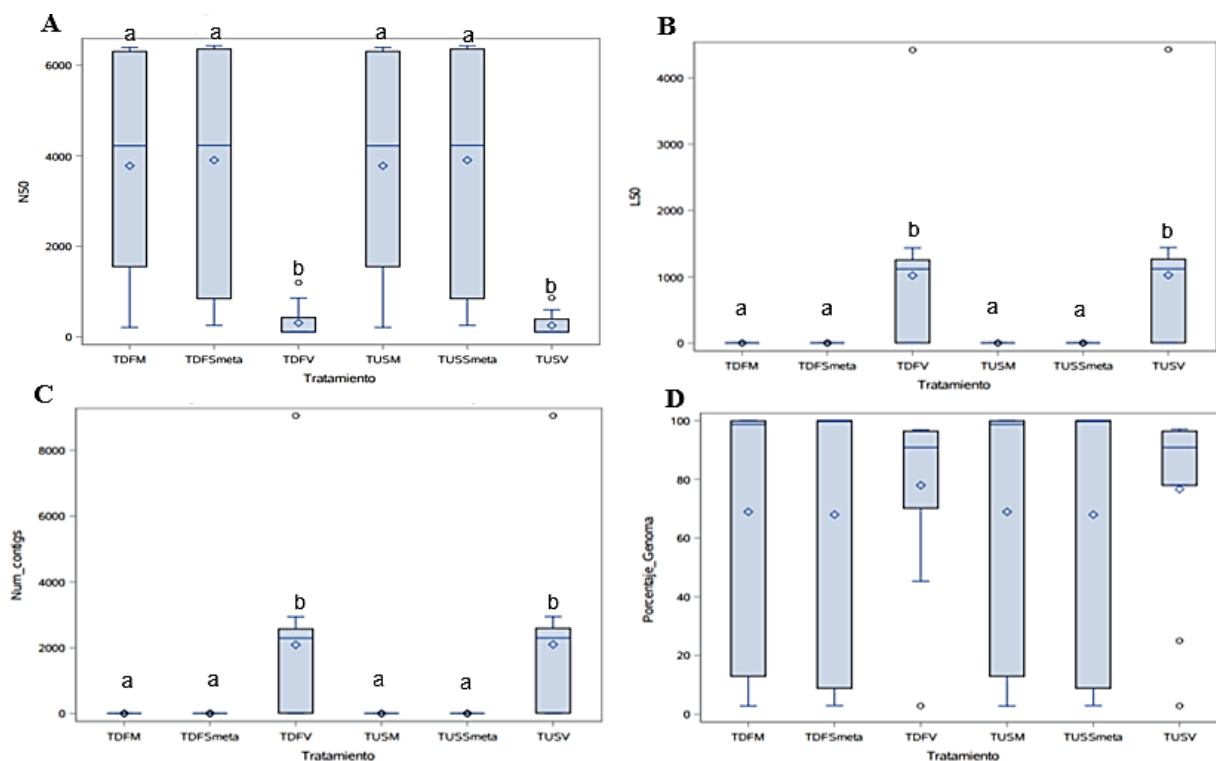 A
a a a a
6000
4000
2000
0
N50
b b
TDFM TDFSmeta TDFV TUSM TUSSmeta TUSV
Tratamiento
B
4000
3000
2000
1000
0
L50
b b
a a a a
TDFM TDFSmeta TDFV TUSM TUSSmeta TUSV
Tratamiento
C
8000
6000
4000
2000
0
Num_contigs
b b
a a a a
TDFM TDFSmeta TDFV TUSM TUSSmeta TUSV
Tratamiento
D
100
80
60
40
20
0
Porcentaje_Genoma
TDFM TDFSmeta TDFV TUSM TUSSmeta TUSV
Tratamiento